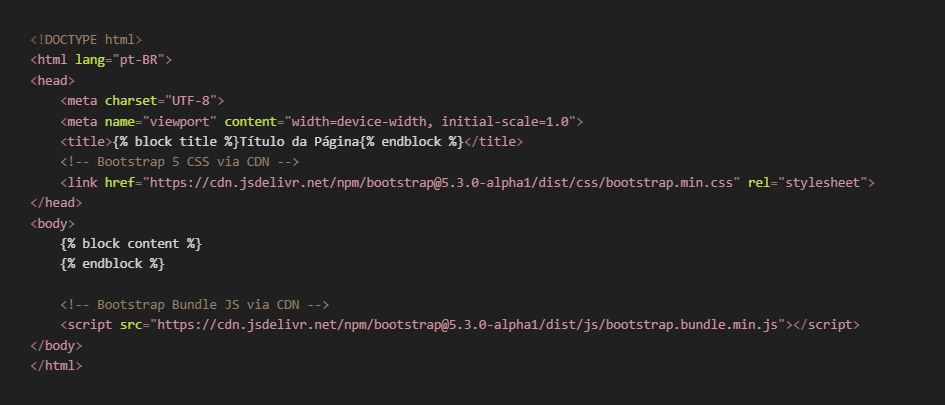 <!DOCTYPE html>
<html lang="pt-BR">
<head>
    <meta charset="UTF-8">
    <meta name="viewport" content="width=device-width, initial-scale=1.0">
    <title>{% block title %}Título da Página{% endblock %}</title>
    <!-- Bootstrap 5 CSS via CDN -->
    <link href="https://cdn.jsdelivr.net/npm/bootstrap@5.3.0-alpha1/dist/css/bootstrap.min.css" rel="stylesheet">
</head>
<body>
    {% block content %}
    {% endblock %}

    <!-- Bootstrap Bundle JS via CDN -->
    <script src="https://cdn.jsdelivr.net/npm/bootstrap@5.3.0-alpha1/dist/js/bootstrap.bundle.min.js"></script>
</body>
</html>